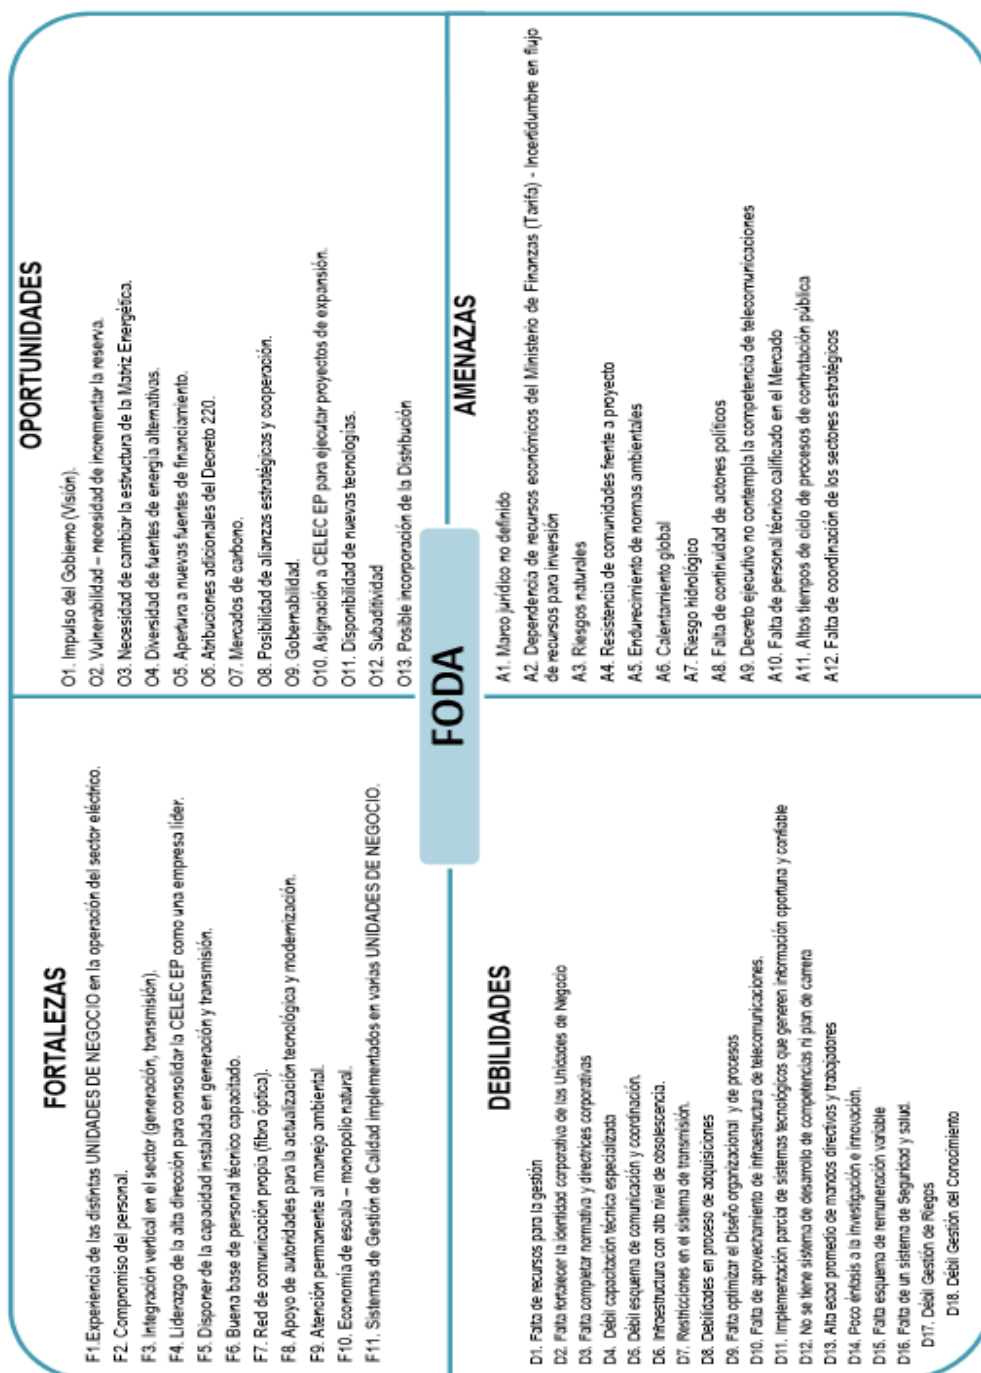 FORTALEZAS
F1.Experiencia de las distintas UNIDADES DE NEGOCIO en la operación del sector eléctrico.
F2. Compromiso del personal.
F3. Integración vertical en el sector (generación, transmisión).
F4. Liderazgo de la alta dirección para consolidar la CELEC EP como una empresa líder.
F5. Disponer de la capacidad instalada en generación y transmisión.
F6. Buena base de personal técnico capacitado.
F7. Red de comunicación propia (fibra óptica).
F8. Apoyo de autoridades para la actualización tecnológica y modernización.
F9. Atención permanente al manejo ambiental.
F10. Economía de escala – monopolio natural.
F11. Sistemas de Gestión de Calidad implementados en varias UNIDADES DE NEGOCIO.
OPORTUNIDADES
O1. Impulso del Gobierno (Visión).
O2. Vulnerabilidad – necesidad de incrementar la reserva.
O3. Necesidad de cambiar la estructura de la Matriz Energética.
O4. Diversidad de fuentes de energía alternativas.
O5. Apertura a nuevas fuentes de financiamiento.
O6. Atribuciones adicionales del Decreto 220.
O7. Mercados de carbono.
O8. Posibilidad de alianzas estratégicas y cooperación.
O9. Gobernabilidad.
O10. Asignación a CELEC EP para ejecutar proyectos de expansión.
O11. Disponibilidad de nuevas tecnologías.
O12. Subaditividad
O13. Posible incorporación de la Distribución
FODA
DEBILIDADES
D1. Falta de recursos para la gestión
D2. Falta fortalecer la identidad corporativa de las Unidades de Negocio
D3. Falta completar normativa y directrices corporativas
D4. Débil capacitación técnica especializada
D5. Débil esquema de comunicación y coordinación.
D6. Infraestructura con alto nivel de obsolescencia.
D7. Restricciones en el sistema de transmisión.
D8. Debilidades en proceso de adquisiciones
D9. Falta optimizar el Diseño organizacional y de procesos
D10. Falta de aprovechamiento de infraestructura de telecomunicaciones.
D11. Implementación parcial de sistemas tecnológicos que generen información oportuna y confiable
D12. No se tiene sistema de desarrollo de competencias ni plan de carrera
D13. Alta edad promedio de mandos directivos y trabajadores
D14. Poco énfasis a la investigación e innovación.
D15. Falta esquema de remuneración variable
D16. Falta de un sistema de Seguridad y salud.
D17. Débil Gestión de Riegos
D18. Débil Gestión del Conocimiento
AMENAZAS
A1. Marco jurídico no definido
A2. Dependencia de recursos económicos del Ministerio de Finanzas (Tarifa) - Incertidumbre en flujo
de recursos para inversión
A3. Riesgos naturales
A4. Resistencia de comunidades frente a proyecto
A5. Endurecimiento de normas ambientales
A6. Calentamiento global
A7. Riesgo hidrológico
A8. Falta de continuidad de actores políticos
A9. Decreto ejecutivo no contempla la competencia de telecomunicaciones
A10. Falta de personal técnico calificado en el Mercado
A11. Altos tiempos de ciclo de procesos de contratación pública
A12. Falta de coordinación de los sectores estratégicos